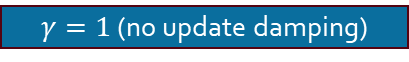 γ = 1 (no update damping)